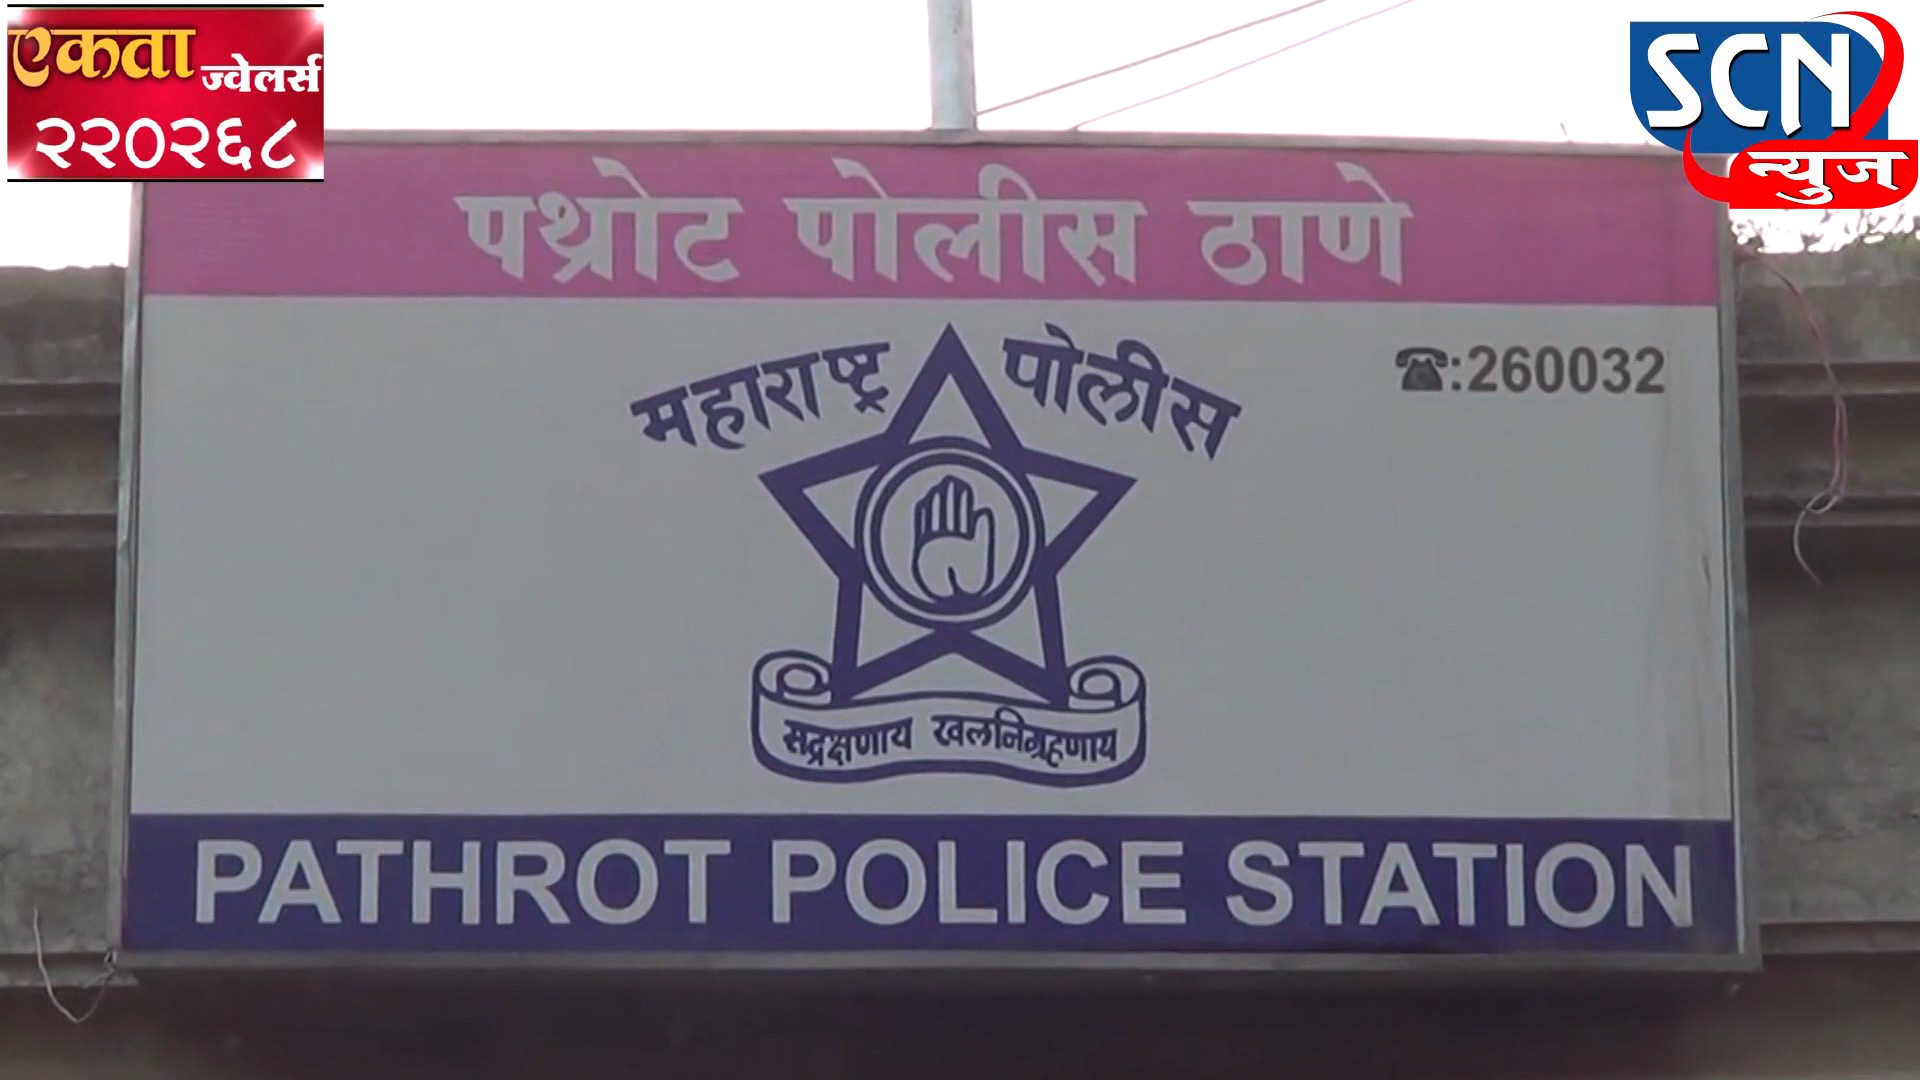 एकता ज्वेलर्स
२२०२६८
SCN
न्युज
पथ्रोट पोलीस ठाणे
महाराष्ट्र पोलीस
☎:260032
सद्रक्षणाय खलनिग्रहणाय
PATHROT POLICE STATION